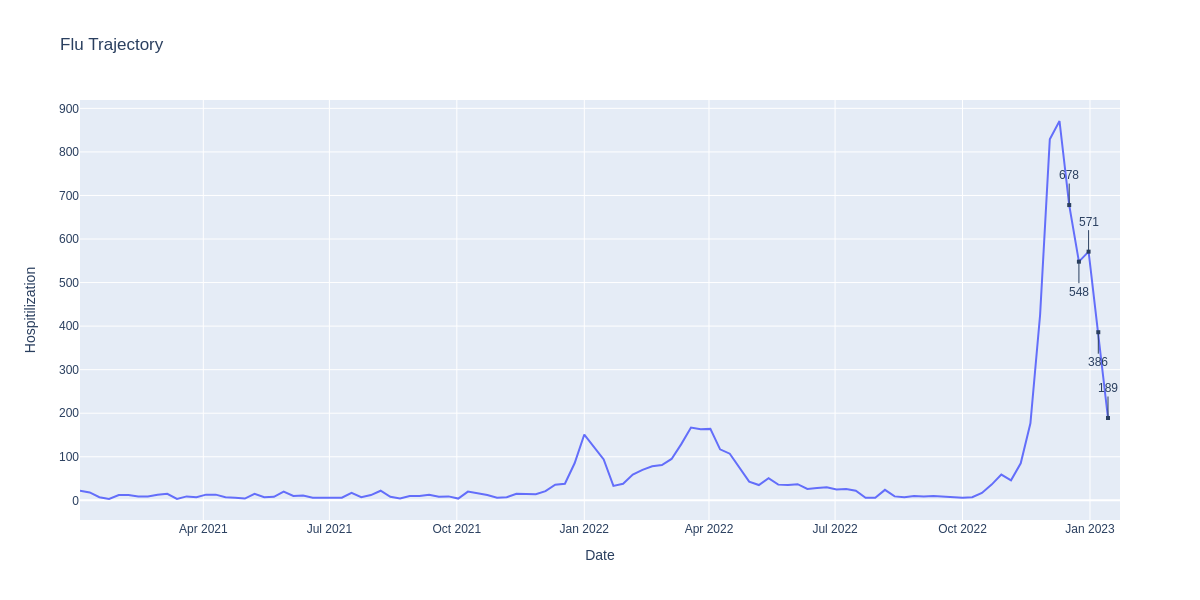 Flu Trajectory
900
800
700
600
500
400
300
200
100
0
Hospitilization
678
571
548
386
189
Apr 2021
Jul 2021
Oct 2021
Jan 2022
Apr 2022
Jul 2022
Oct 2022
Jan 2023
Date